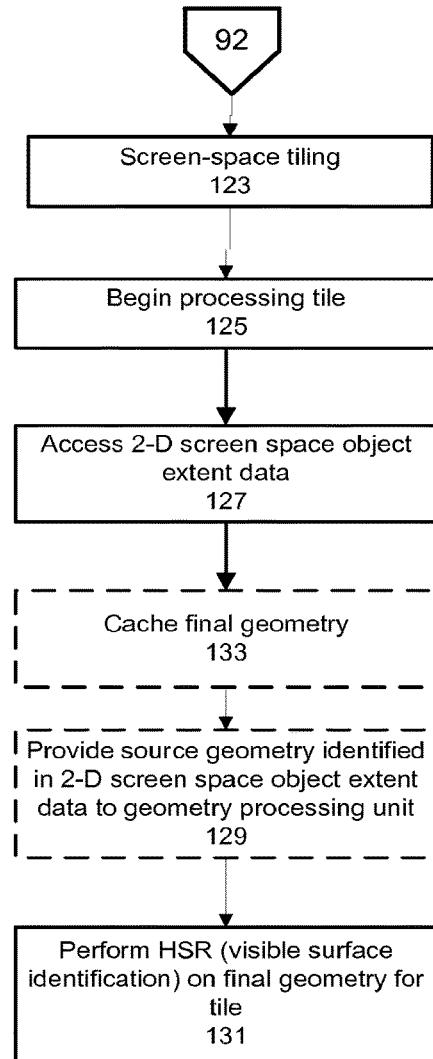 92
Screen-space tiling
123
Begin processing tile
125
Access 2-D screen space object
extent data
127
Cache final geometry
133
Provide source geometry identified
in 2-D screen space object extent
data to geometry processing unit
129
Perform HSR (visible surface
identification) on final geometry for
tile
131